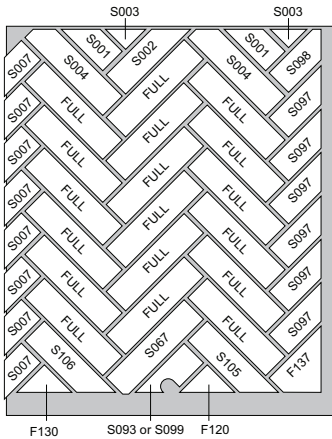 S003
S003
S001
S002
S001
S098
S007
S004
S004
FULL
S007
FULL
FULL
S097
S007
FULL
FULL
FULL
S097
S007
FULL
FULL
FULL
S097
S007
FULL
FULL
FULL
S097
S007
FULL
FULL
FULL
S097
S007
FULL
FULL
FULL
S097
S007
S106
S067
S105
F137
F130
S093 or S099
F120